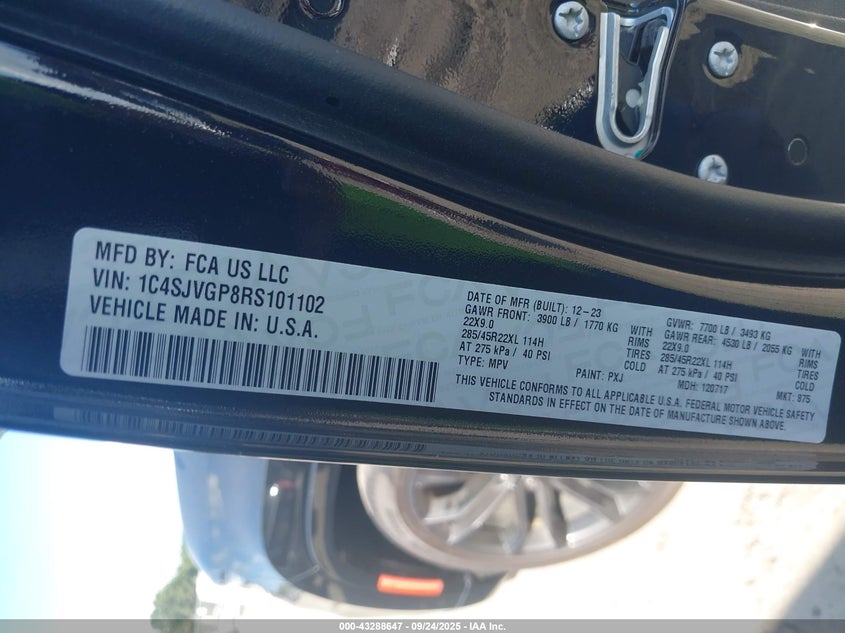 MFD BY: FCA US LLC
VIN: 1C4SJVGP8RS101102
VEHICLE MADE IN: U.S.A.
DATE OF MFR (BUILT): 12-23
GAWR FRONT: 3900 LB / 1770 KG WITH
22X9.0 RIMS
285/45R22XL 114H TIRES
AT 275 kPa / 40 PSI COLD
TYPE: MPV
PAINT: PXJ
GVWR: 7700 LB / 3493 KG
GAWR REAR: 4530 LB / 2055 KG WITH
22X9.0 RIMS
285/45R22XL 114H TIRES
AT 275 kPa / 40 PSI COLD
MDH: 120717 MKT: 875
THIS VEHICLE CONFORMS TO ALL APPLICABLE U.S.A. FEDERAL MOTOR VEHICLE SAFETY
STANDARDS IN EFFECT ON THE DATE OF MANUFACTURE SHOWN ABOVE.
000-43288647 - 09/24/2025 - IAA Inc.